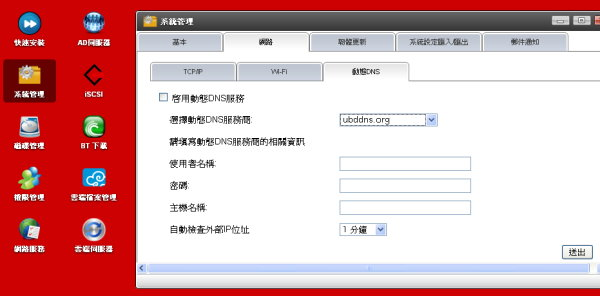 系統管理
快速安裝
AD伺服器
系統管理
iSCSI
磁碟管理
BT 下載
權限管理
雲端檔案管理
網路服務
雲端伺服器
基本
網路
韌體更新
系統設定匯入/匯出
郵件通知
TCP/IP
Wi-Fi
動態DNS
啓用動態DNS服務
選擇動態DNS服務商:
ubddns.org
請填寫動態DNS服務商的相關資訊
使用者名稱:
密碼:
主機名稱:
自動檢查外部IP位址
1 分鐘
送出